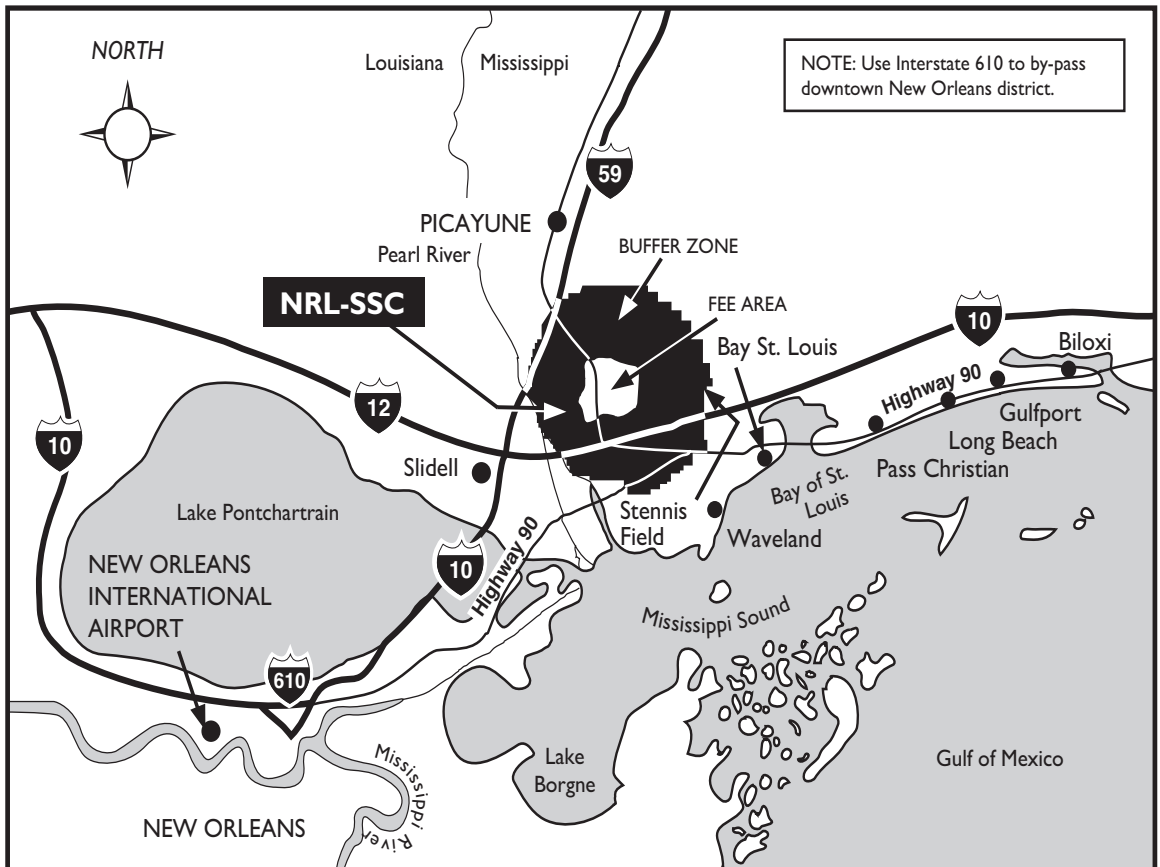 NORTH
Louisiana
Mississippi
NOTE: Use Interstate 610 to by-pass
downtown New Orleans district.
59
PICAYUNE
Pearl River
BUFFER ZONE
NRL-SSC
FEE AREA
10
Bay St. Louis
Biloxi
12
Highway 90
10
Gulfport
Long Beach
Slidell
Pass Christian
Bay of St.
Louis
Lake Pontchartrain
Stennis
Field
Waveland
Highway 90
NEW ORLEANS
INTERNATIONAL
AIRPORT
10
Mississippi Sound
610
Mississippi River
Lake
Borgne
Gulf of Mexico
NEW ORLEANS